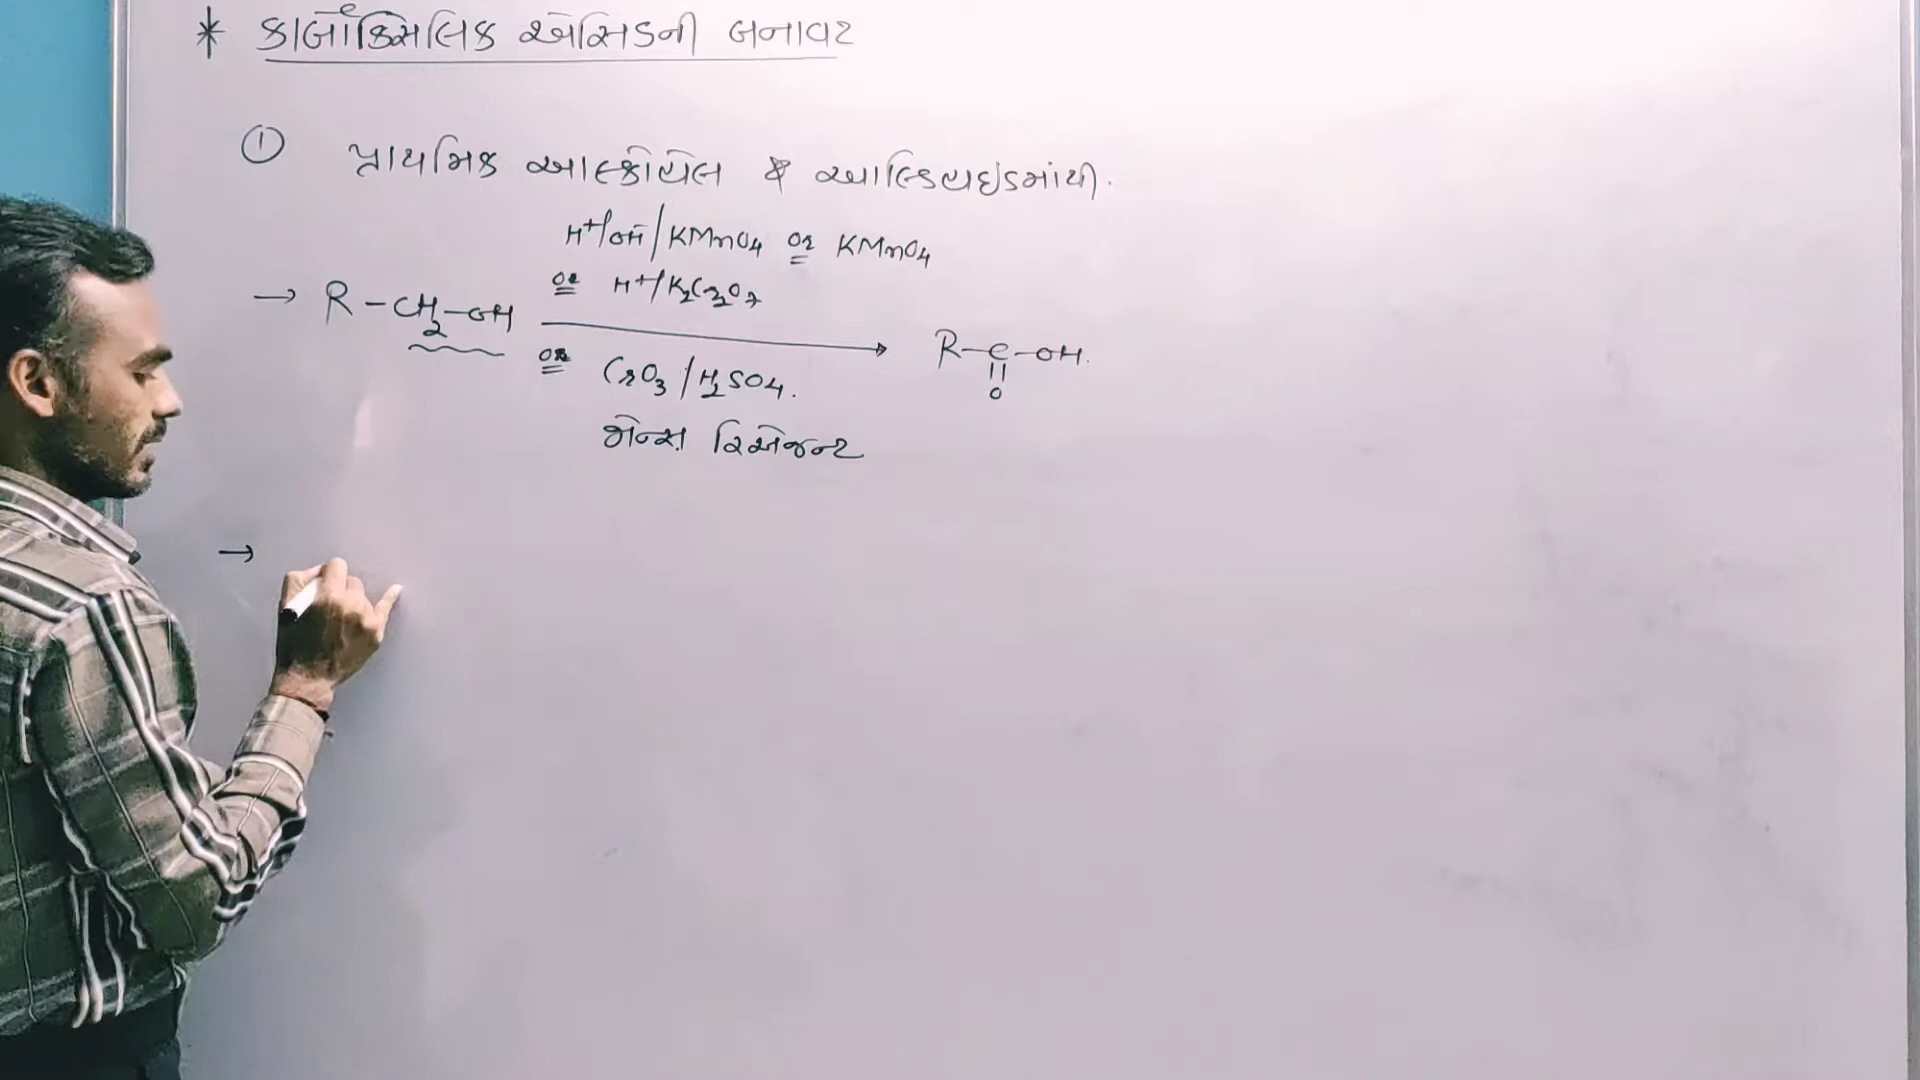 * કાર્બોક્સિલિક એસિડની બનાવટ
① પ્રાથમિક આલ્કોહોલ કે આલ્ડિહાઇડમાંથી.
H+/OH-/KMnO4 or KMnO4
or H+/K2Cr2O7
→ R-CH2-OH
R-C-OH.
||
O
or CrO3/H2SO4.
જોન્સ રિએજન્ટ
→